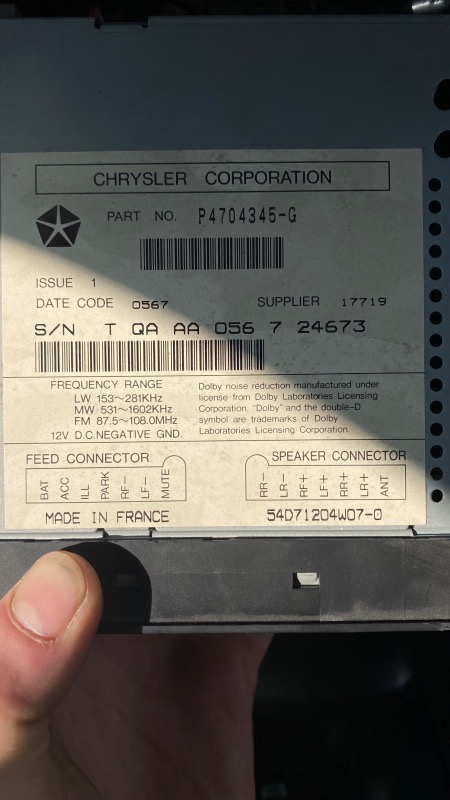 CHRYSLER CORPORATION
PART NO. P4704345-G
ISSUE 1
DATE CODE 0567 SUPPLIER 17719
S/N T QA AA 056 7 24673
FREQUENCY RANGE
LW 153~281KHz
MW 531~1602KHz
FM 87.5~108.0MHz
12V D.C.NEGATIVE GND.
Dolby noise reduction manufactured under
license from Dolby Laboratories Licensing
Corporation. "Dolby" and the double-D
symbol are trademarks of Dolby
Laboratories Licensing Corporation.
FEED CONNECTOR
BAT
ACC
ILL
PARK
RF-
LF-
MUTE
SPEAKER CONNECTOR
RR-
LR-
RF+
LF+
RR+
LR+
ANT
MADE IN FRANCE
54D71204W07-0